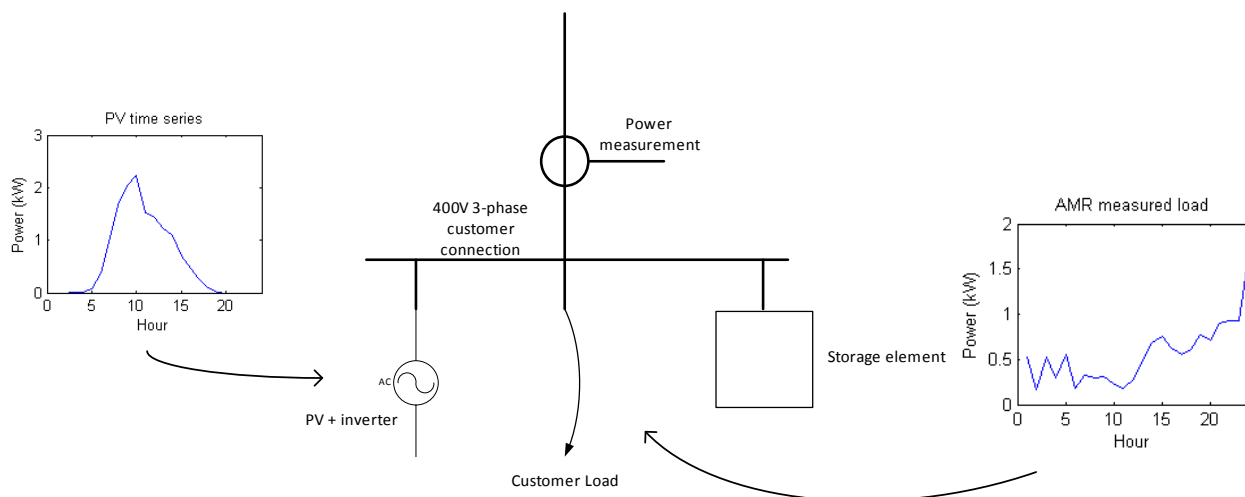 Power
measurement
PV time series
3
2
1
0
Power (kW)
0 5 10 15 20
Hour
400V 3-phase
customer
connection
AMR measured load
2
1.5
1
0.5
0
Power (kW)
0 5 10 15 20
Hour
AC
PV + inverter
Storage element
Customer Load